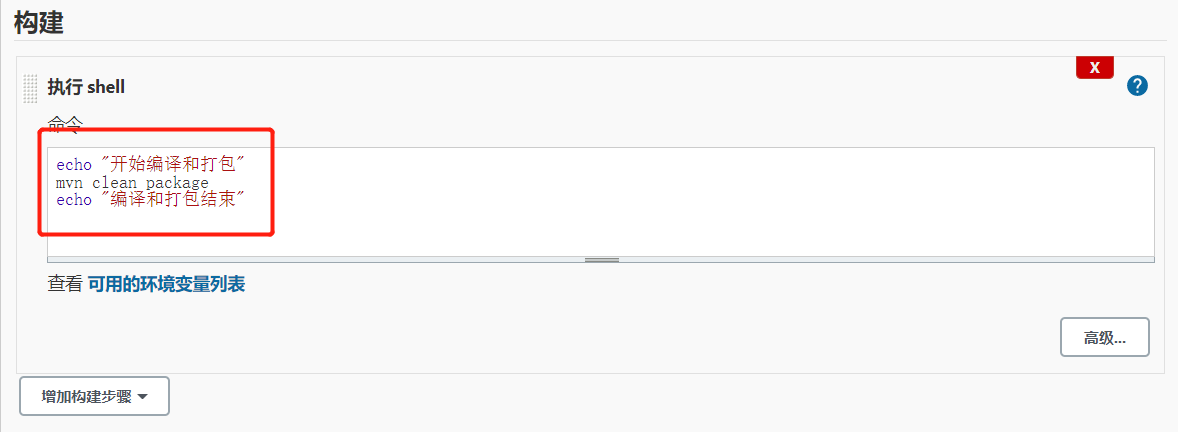 构建
X
执行 shell
?
命令
echo "开始编译和打包"
mvn clean package
echo "编译和打包结束"
查看 可用的环境变量列表
高级...
增加构建步骤